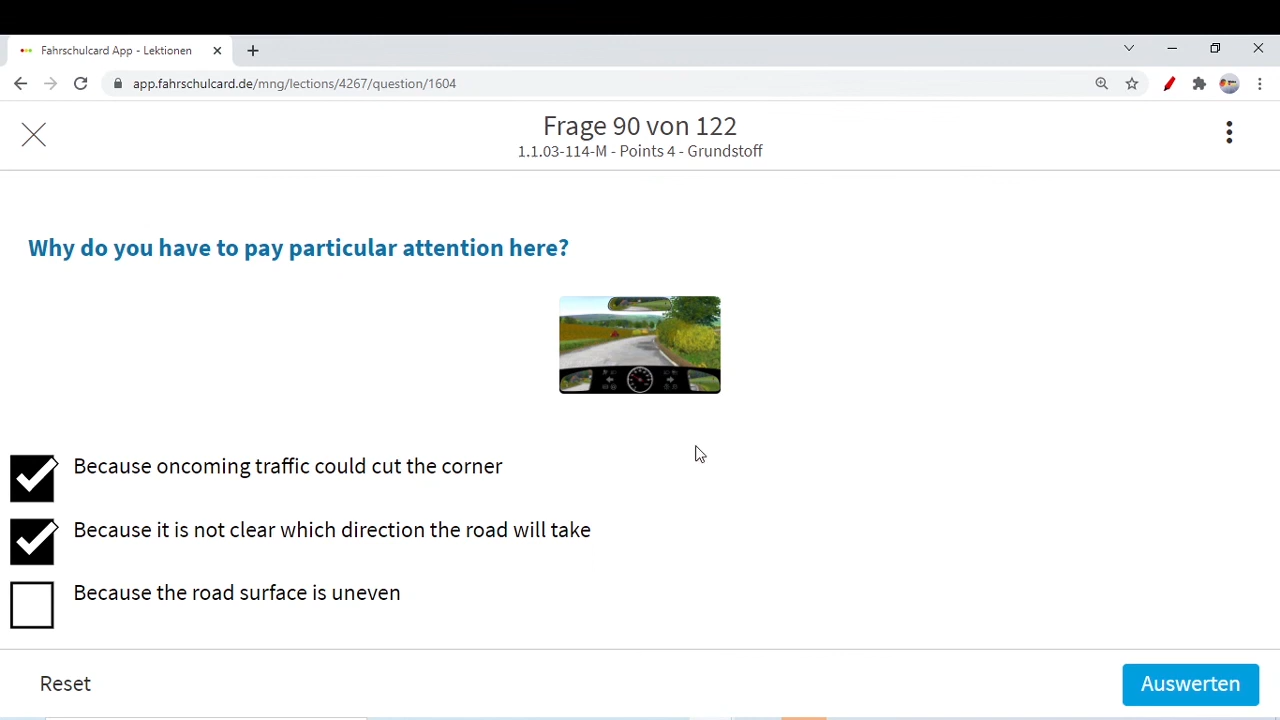 Fahrschulcard App - Lektionen
app.fahrschulcard.de/mng/lections/4267/question/1604
Frage 90 von 122
1.1.03-114-M - Points 4 - Grundstoff
Why do you have to pay particular attention here?
Because oncoming traffic could cut the corner
Because it is not clear which direction the road will take
Because the road surface is uneven
Reset
Auswerten